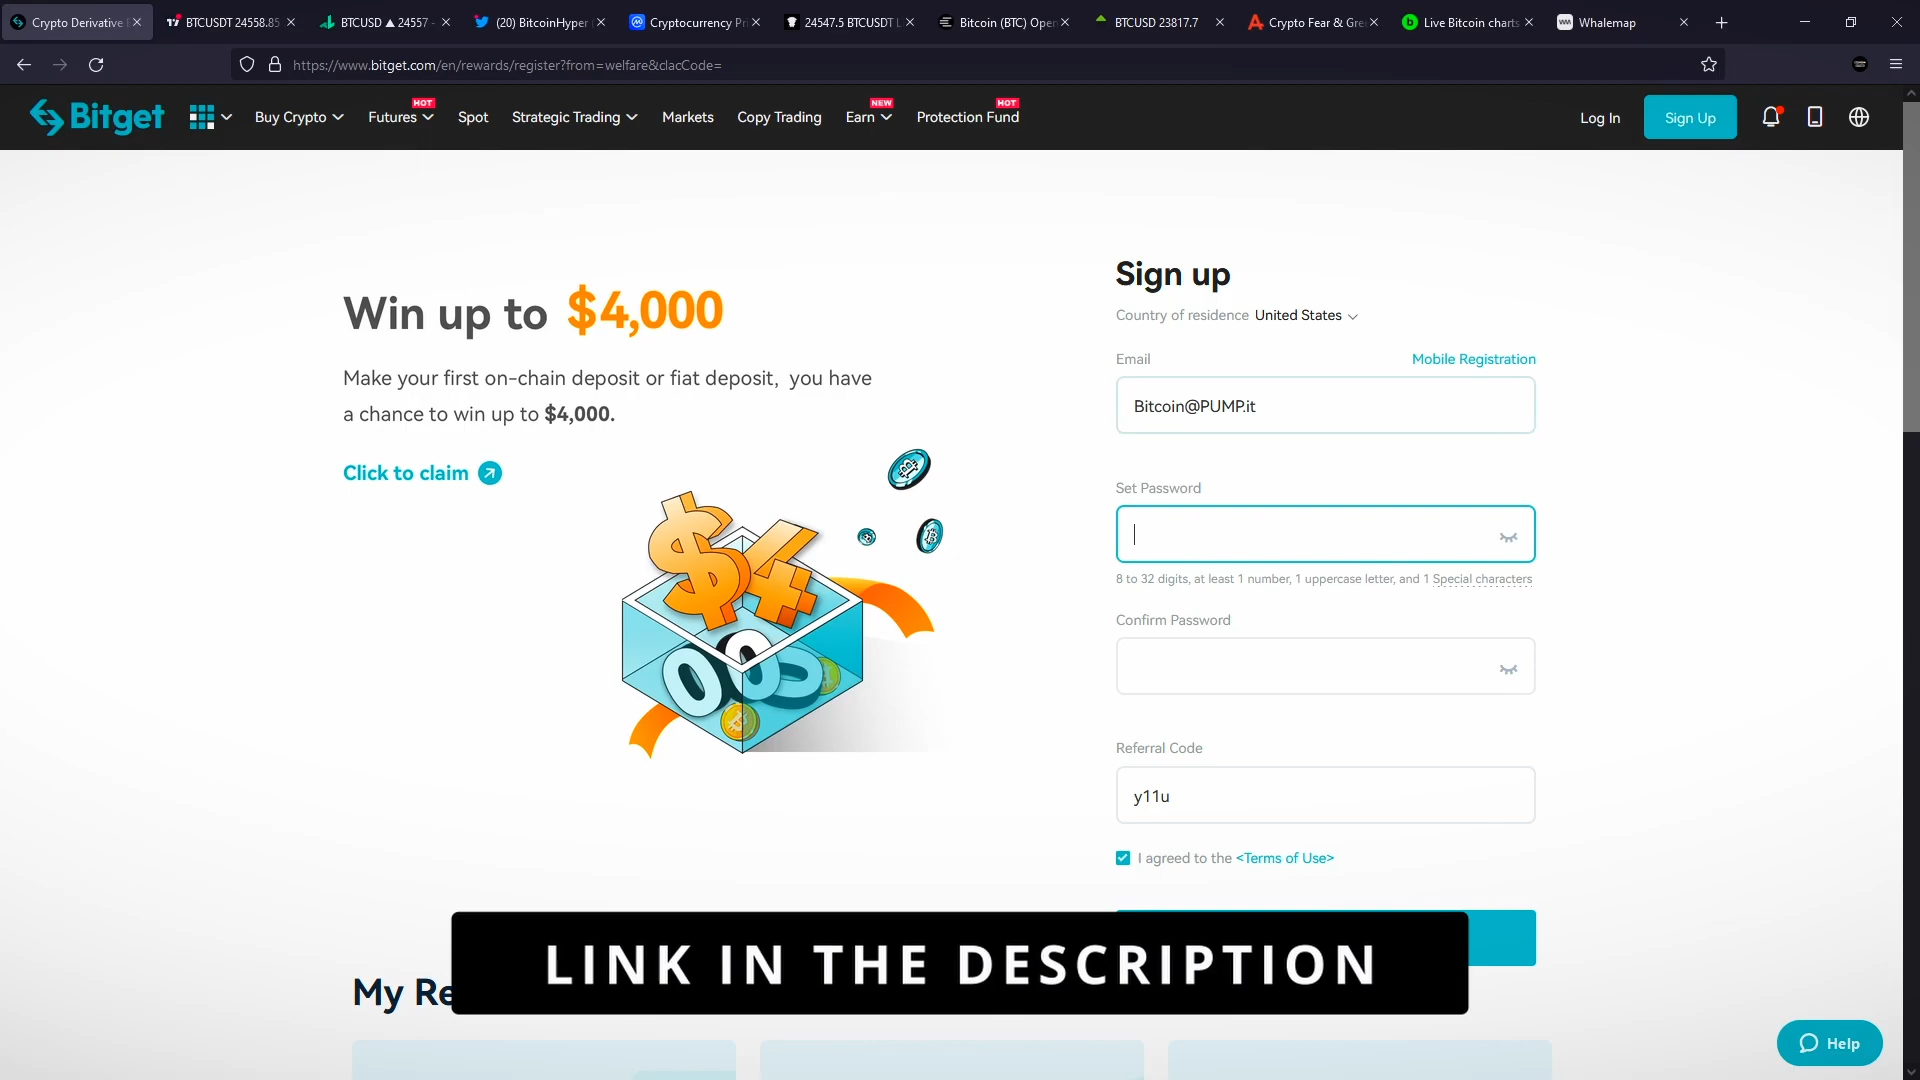 Crypto Derivative
BTCUSDT 24558.85
BTCUSD ▲ 24557 -
(20) BitcoinHyper
Cryptocurrency Pri
24547.5 BTCUSDT L
Bitcoin (BTC) Open
BTCUSD 23817.7
Crypto Fear & Gre
Live Bitcoin charts
Whalemap
https://www.bitget.com/en/rewards/register?from=welfare&clacCode=
Bitget
Buy Crypto
Futures
HOT
Spot
Strategic Trading
Markets
Copy Trading
Earn
NEW
Protection Fund
HOT
Log In
Sign Up
Win up to $4,000
Make your first on-chain deposit or fiat deposit, you have
a chance to win up to $4,000.
Click to claim
$4
000
Sign up
Country of residence United States
Email
Mobile Registration
Bitcoin@PUMP.it
Set Password
8 to 32 digits, at least 1 number, 1 uppercase letter, and 1 Special characters
Confirm Password
Referral Code
y11u
I agreed to the <Terms of Use>
LINK IN THE DESCRIPTION
My Re
Help